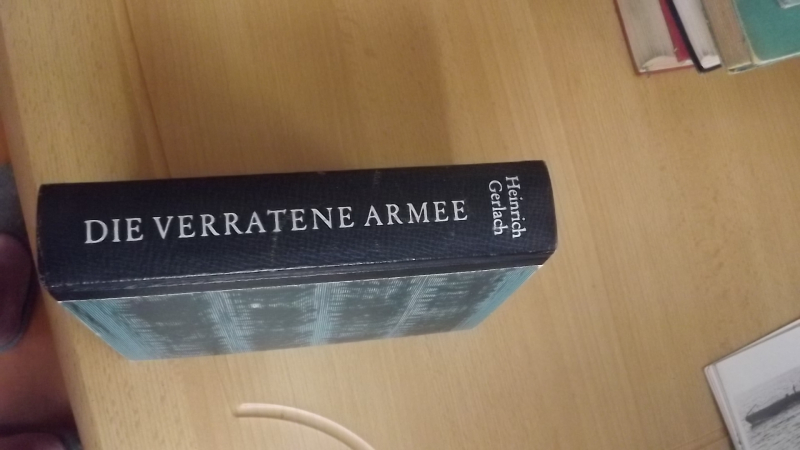 DIE VERRATENE ARMEE
Heinrich
Gerlach